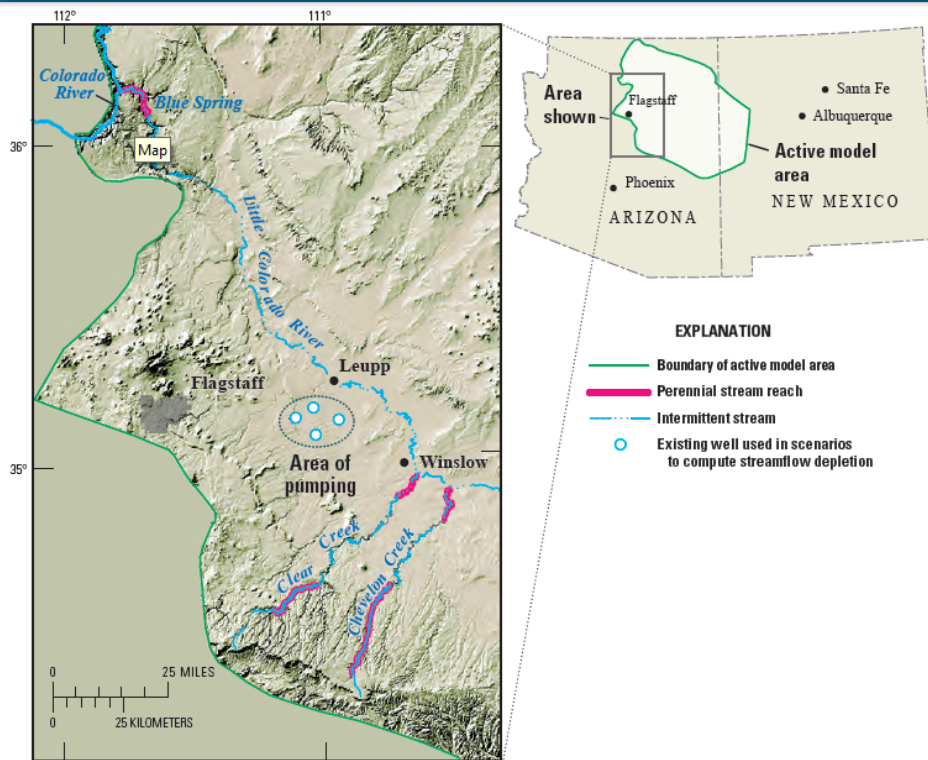 112°
111°
Colorado
River
Blue Spring
36°
Map
Little Colorado River
Leupp
Flagstaff
Area of
pumping
Winslow
35°
Clear Creek
Chevelon Creek
0
25 MILES
0
25 KILOMETERS
Area
shown
Flagstaff
Santa Fe
Albuquerque
Active model
area
Phoenix
NEW MEXICO
ARIZONA
EXPLANATION
Boundary of active model area
Perennial stream reach
Intermittent stream
Existing well used in scenarios
to compute streamflow depletion